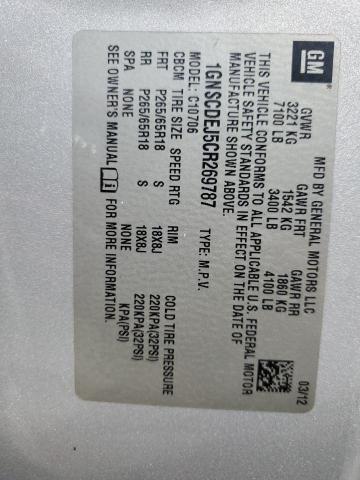 GM
MFD BY GENERAL MOTORS LLC 03/12
GVWR GAWR FRT GAWR RR
3221 KG 1542 KG 1860 KG
7100 LB 3400 LB 4100 LB
THIS VEHICLE CONFORMS TO ALL APPLICABLE U.S. FEDERAL MOTOR
VEHICLE SAFETY STANDARDS IN EFFECT ON THE DATE OF
MANUFACTURE SHOWN ABOVE.
1GNSCDEJ5CR269787 TYPE: M.P.V.
MODEL: C10706
CBCM TIRE SIZE SPEED RTG RIM COLD TIRE PRESSURE
FRT P265/65R18 S 18X8J 220KPA(32PSI)
RR P265/65R18 S 18X8J 220KPA(32PSI)
SPA NONE NONE KPA(PSI)
SEE OWNER'S MANUAL FOR MORE INFORMATION.